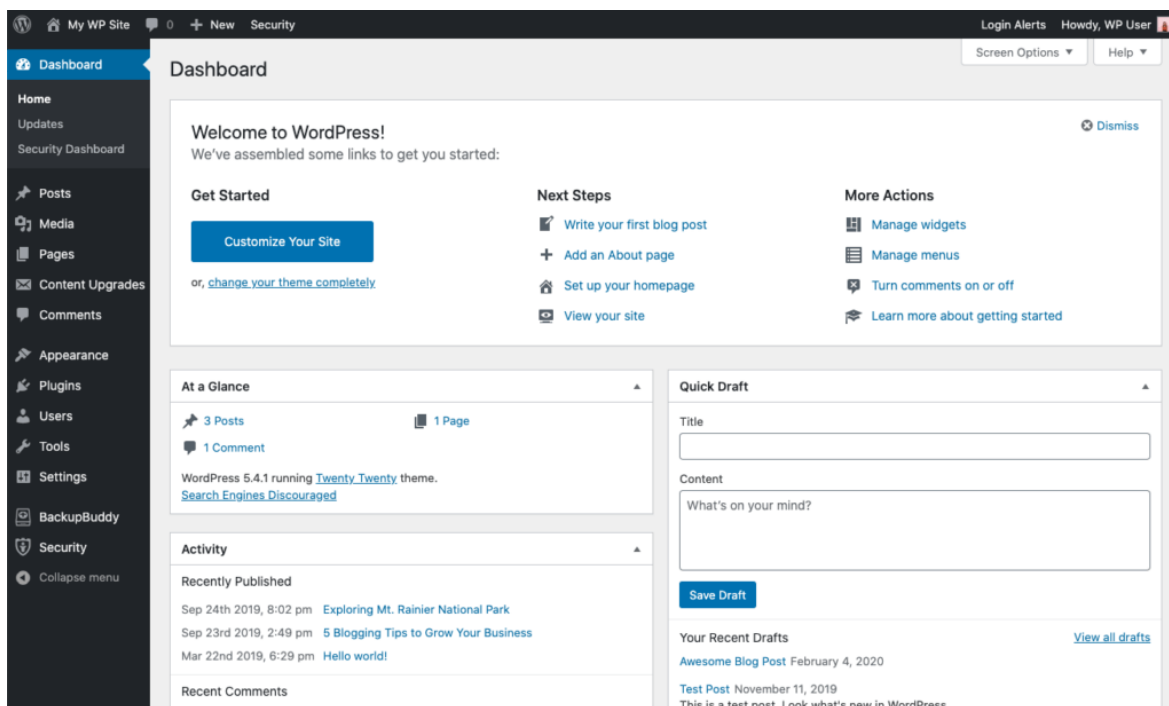 My WP Site 0 + New Security Login Alerts Howdy, WP User
Screen Options ▼ Help ▼
Dashboard
Home
Updates
Security Dashboard
Posts
Media
Pages
Content Upgrades
Comments
Appearance
Plugins
Users
Tools
Settings
BackupBuddy
Security
Collapse menu
Dashboard
Welcome to WordPress!
Dismiss
We've assembled some links to get you started:
Get Started
Customize Your Site
or, change your theme completely
Next Steps
Write your first blog post
Add an About page
Set up your homepage
View your site
More Actions
Manage widgets
Manage menus
Turn comments on or off
Learn more about getting started
At a Glance
3 Posts
1 Page
1 Comment
WordPress 5.4.1 running Twenty Twenty theme.
Search Engines Discouraged
Activity
Recently Published
Sep 24th 2019, 8:02 pm Exploring Mt. Rainier National Park
Sep 23rd 2019, 2:49 pm 5 Blogging Tips to Grow Your Business
Mar 22nd 2019, 6:29 pm Hello world!
Recent Comments
Quick Draft
Title
Content
What's on your mind?
Save Draft
Your Recent Drafts
View all drafts
Awesome Blog Post February 4, 2020
Test Post November 11, 2019
This is a test post. Look what's new in WordPress